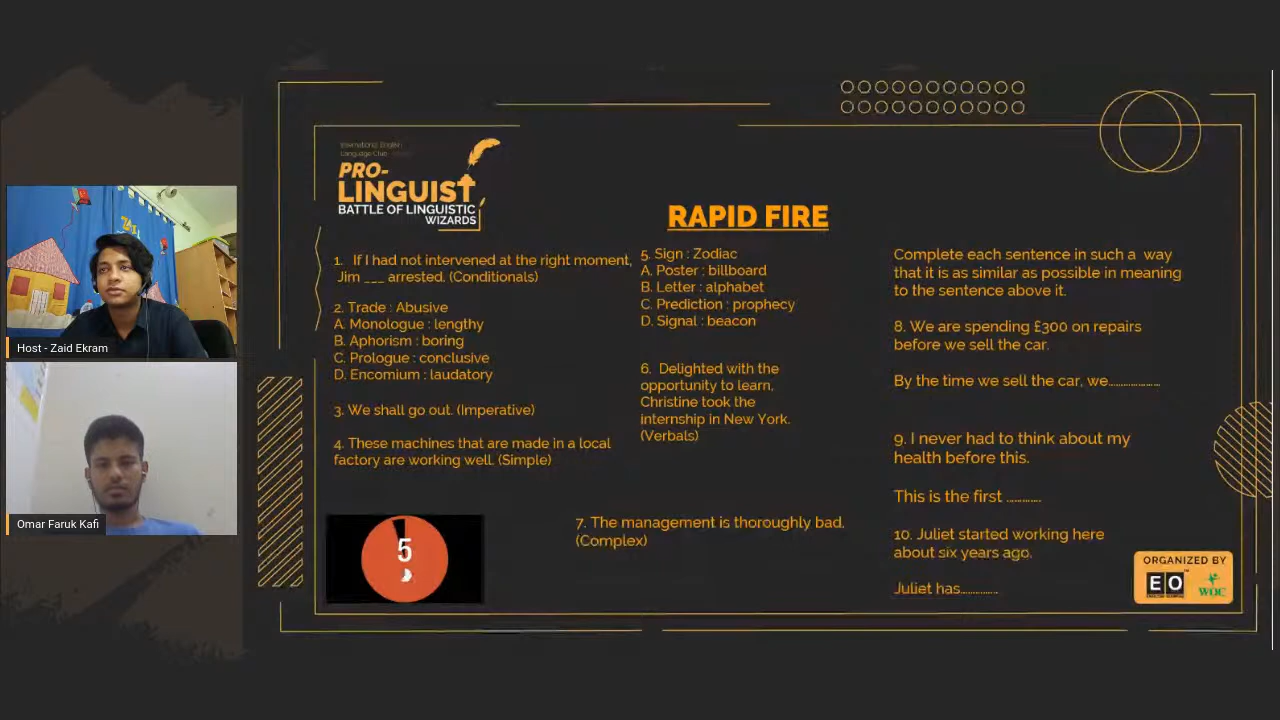 International English
Language Club
PRO-
LINGUIST
BATTLE OF LINGUISTIC
WIZARDS
RAPID FIRE
1. If I had not intervened at the right moment,
Jim ___ arrested. (Conditionals)
2. Trade : Abusive
A. Monologue : lengthy
B. Aphorism : boring
C. Prologue : conclusive
D. Encomium : laudatory
3. We shall go out. (Imperative)
4. These machines that are made in a local
factory are working well. (Simple)
5. Sign : Zodiac
A. Poster : billboard
B. Letter : alphabet
C. Prediction : prophecy
D. Signal : beacon
6. Delighted with the
opportunity to learn,
Christine took the
internship in New York.
(Verbals)
7. The management is thoroughly bad.
(Complex)
Complete each sentence in such a way
that it is as similar as possible in meaning
to the sentence above it.
8. We are spending £300 on repairs
before we sell the car.
By the time we sell the car, we......................
9. I never had to think about my
health before this.
This is the first .............
10. Juliet started working here
about six years ago.
Juliet has...............
5
ORGANIZED BY
EO
WDC
Host - Zaid Ekram
Omar Faruk Kafi